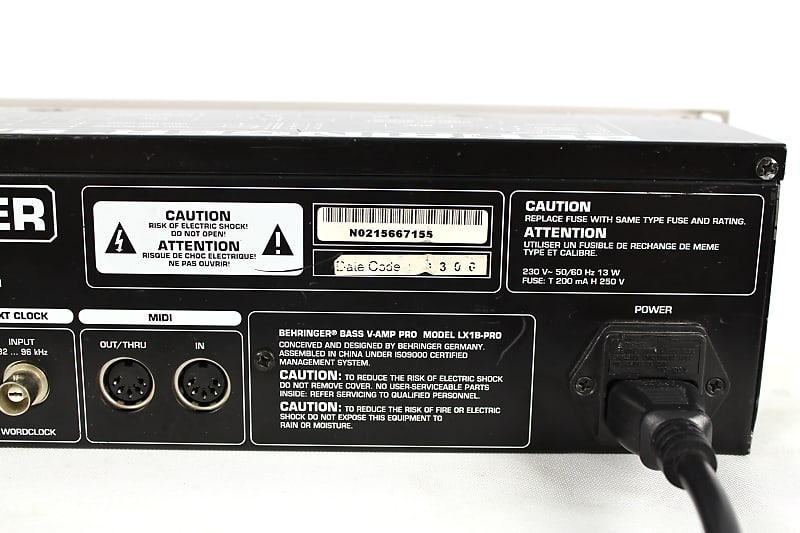 ER
CAUTION
RISK OF ELECTRIC SHOCK!
DO NOT OPEN!
ATTENTION
RISQUE DE CHOC ELECTRIQUE!
NE PAS OUVRIR!
N0215667155
Date Code
306
CAUTION
REPLACE FUSE WITH SAME TYPE FUSE AND RATING.
ATTENTION
UTILISER UN FUSIBLE DE RECHANGE DE MEME
TYPE ET CALIBRE.
230 V~ 50/60 Hz 13 W
FUSE: T 200 mA H 250 V
XT CLOCK
INPUT
32 ... 96 kHz
WORDCLOCK
MIDI
OUT/THRU
IN
BEHRINGER® BASS V-AMP PRO MODEL LX1B-PRO
CONCEIVED AND DESIGNED BY BEHRINGER GERMANY.
ASSEMBLED IN CHINA UNDER ISO9000 CERTIFIED
MANAGEMENT SYSTEM.
CAUTION: TO REDUCE THE RISK OF ELECTRIC SHOCK
DO NOT REMOVE COVER. NO USER-SERVICEABLE PARTS
INSIDE: REFER SERVICING TO QUALIFIED PERSONNEL.
CAUTION: TO REDUCE THE RISK OF FIRE OR ELECTRIC
SHOCK DO NOT EXPOSE THIS EQUIPMENT TO
RAIN OR MOISTURE.
POWER